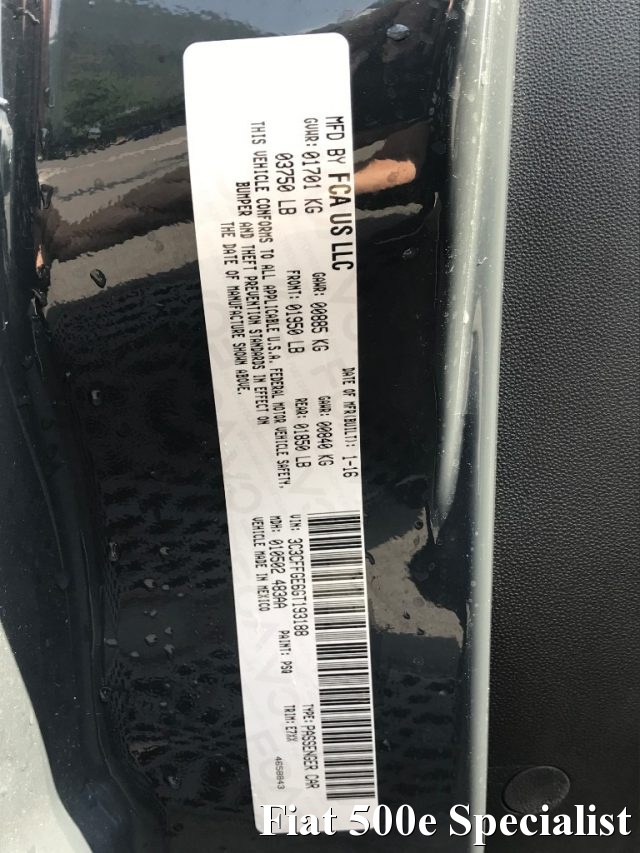 MFD BY FCA US LLC
DATE OF MFR(BUILT): 1-16
GVWR: 01701 KG GAWR: 00885 KG GAWR: 00840 KG
03750 LB FRONT: 01950 LB REAR: 01850 LB
THIS VEHICLE CONFORMS TO ALL APPLICABLE U.S.A. FEDERAL MOTOR VEHICLE SAFETY,
BUMPER AND THEFT PREVENTION STANDARDS IN EFFECT ON
THE DATE OF MANUFACTURE SHOWN ABOVE.
VIN: 3C3CFFGE6GT193188 TYPE: PASSENGER CAR
MDH: 010502 483AA PAINT: PSQ TRIM: E7XX
VEHICLE MADE IN MEXICO 4658843
Fiat 500e Specialist